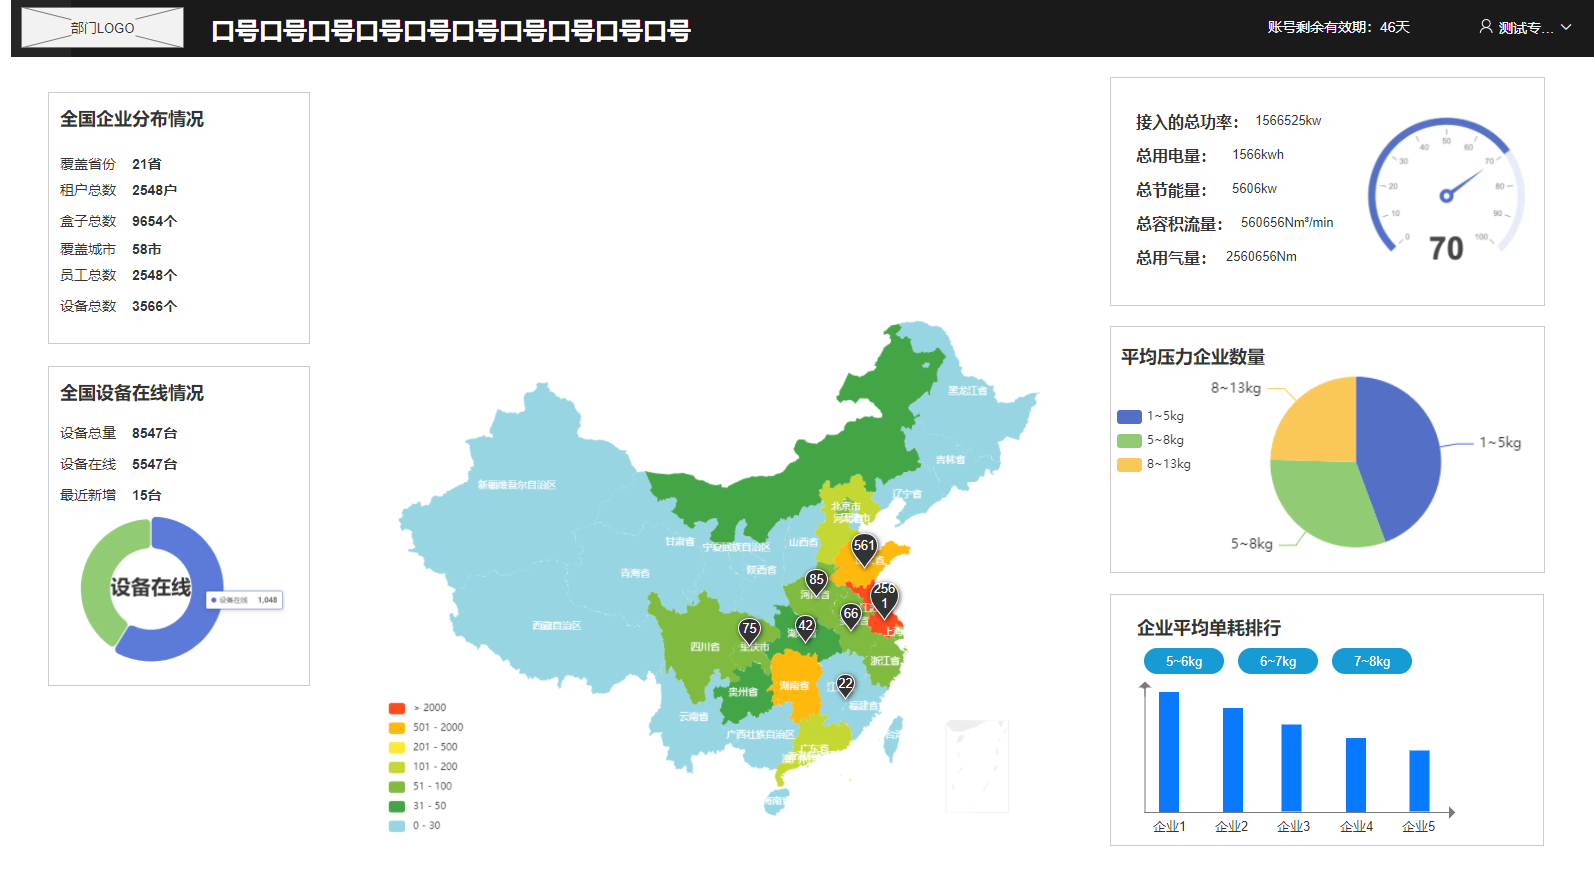 部门LOGO
口号口号口号口号口号口号口号口号口号口号
账号剩余有效期：46天
测试专...
全国企业分布情况
覆盖省份 21省
租户总数 2548户
盒子总数 9654个
覆盖城市 58市
员工总数 2548个
设备总数 3566个
全国设备在线情况
设备总量 8547台
设备在线 5547台
最近新增 15台
设备在线
设备在线 1,048
黑龙江省
吉林省
辽宁省
新疆维吾尔自治区
北京市
甘肃省
宁夏回族自治区
山西省
561
青海省
陕西省
85
2561
66
西藏自治区
75
42
四川省
重庆市
浙江省
贵州省
湖南省
22
云南省
福建省
广西壮族自治区
广东省
> 2000
501 - 2000
201 - 500
101 - 200
51 - 100
31 - 50
0 - 30
接入的总功率： 1566525kw
总用电量： 1566kwh
总节能量： 5606kw
总容积流量： 560656Nm³/min
总用气量： 2560656Nm
0
10
20
30
40
50
60
70
80
90
100
70
平均压力企业数量
1~5kg
5~8kg
8~13kg
8~13kg
1~5kg
5~8kg
企业平均单耗排行
5~6kg
6~7kg
7~8kg
企业1
企业2
企业3
企业4
企业5